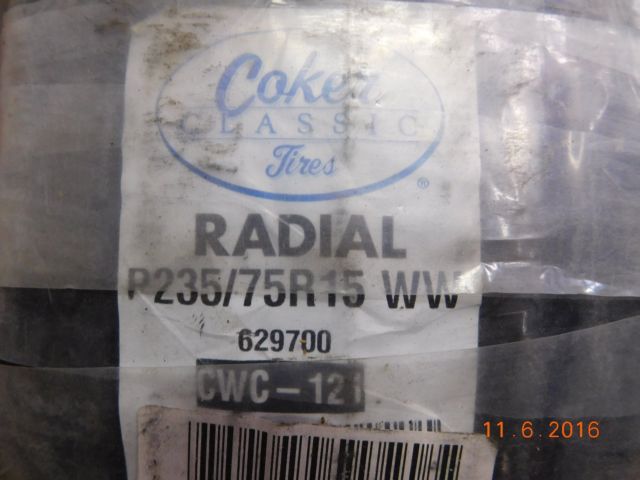 Coker
CLASSIC
Tires
®
RADIAL
P235/75R15 WW
629700
CWC-121
11.6.2016